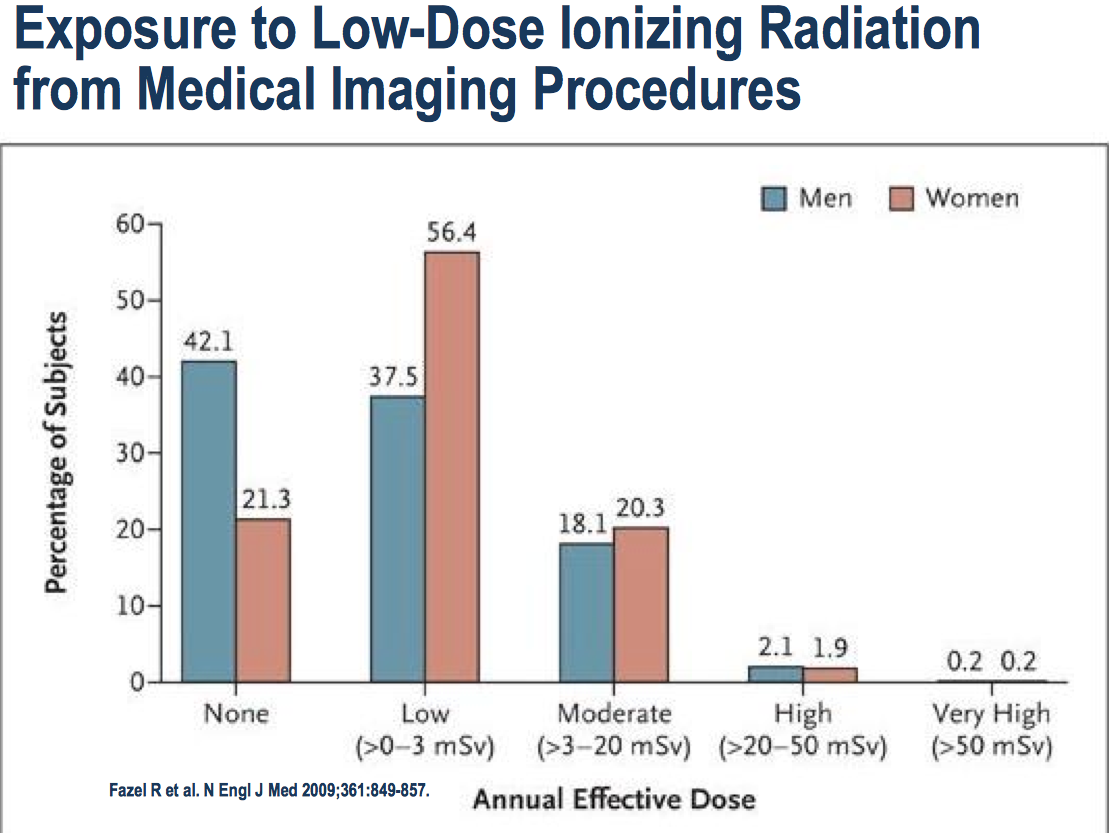 Exposure to Low-Dose Ionizing Radiation
from Medical Imaging Procedures
Men
Women
Percentage of Subjects
60
50
40
30
20
10
0
42.1
21.3
37.5
56.4
18.1
20.3
2.1
1.9
0.2
0.2
None
Low
(>0–3 mSv)
Moderate
(>3–20 mSv)
High
(>20–50 mSv)
Very High
(>50 mSv)
Fazel R et al. N Engl J Med 2009;361:849-857.
Annual Effective Dose